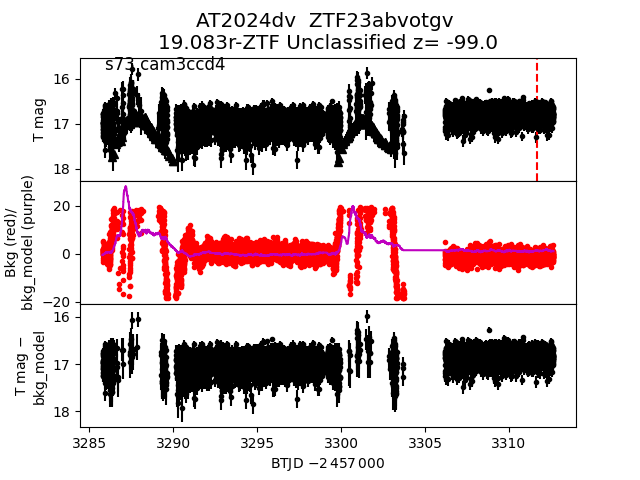 AT2024dv  ZTF23abvotgv
19.083r-ZTF Unclassified z= -99.0
s73 cam3ccd4
16
17
18
T mag
20
0
−20
Bkg (red)/
bkg_model (purple)
16
17
18
T mag −
bkg_model
3285
3290
3295
3300
3305
3310
BTJD −2 457 000